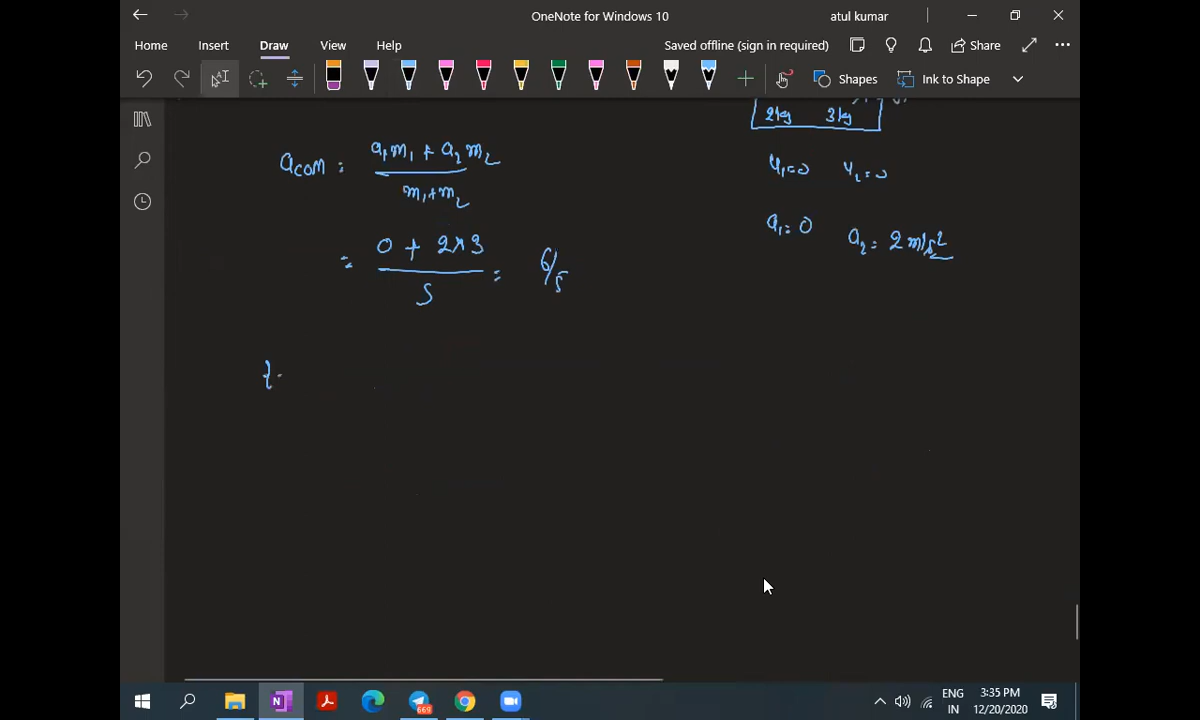 OneNote for Windows 10
atul kumar
Home Insert Draw View Help
Saved offline (sign in required)
Share
Shapes
Ink to Shape
2kg 3kg
aCOM = a₁m₁ + a₂m₂
m₁+m₂
u₁=0 u₂=0
a₁=0 a₂= 2 m/s²
= 0 + 2×3
5
= 6/5
669
ENG
IN
3:35 PM
12/20/2020